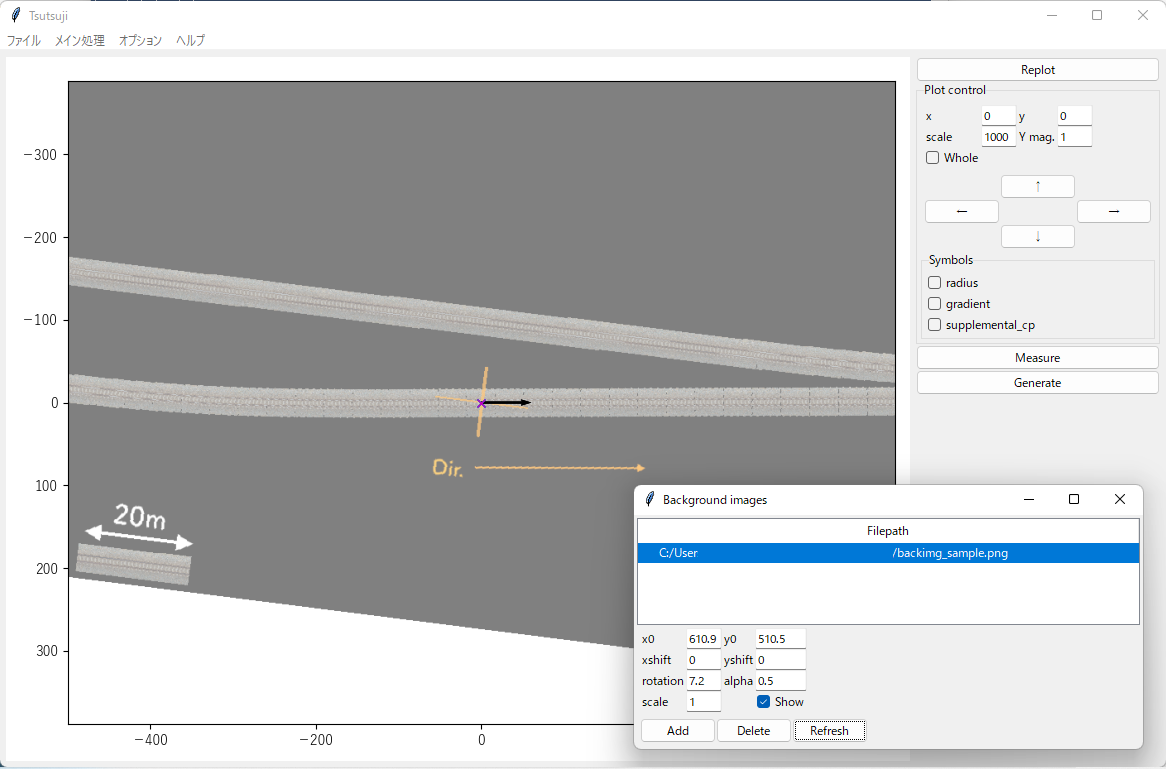 Tsutsuji
ファイル メイン処理 オプション ヘルプ
Replot
Plot control
x 0 y 0
scale 1000 Y mag. 1
Whole
↑
← →
↓
Symbols
radius
gradient
supplemental_cp
Measure
Generate
−300
−200
−100
0
100
200
300
−400 −200 0
Dir.
20m
Background images
Filepath
C:/User /backimg_sample.png
x0 610.9 y0 510.5
xshift 0 yshift 0
rotation 7.2 alpha 0.5
scale 1 Show
Add Delete Refresh